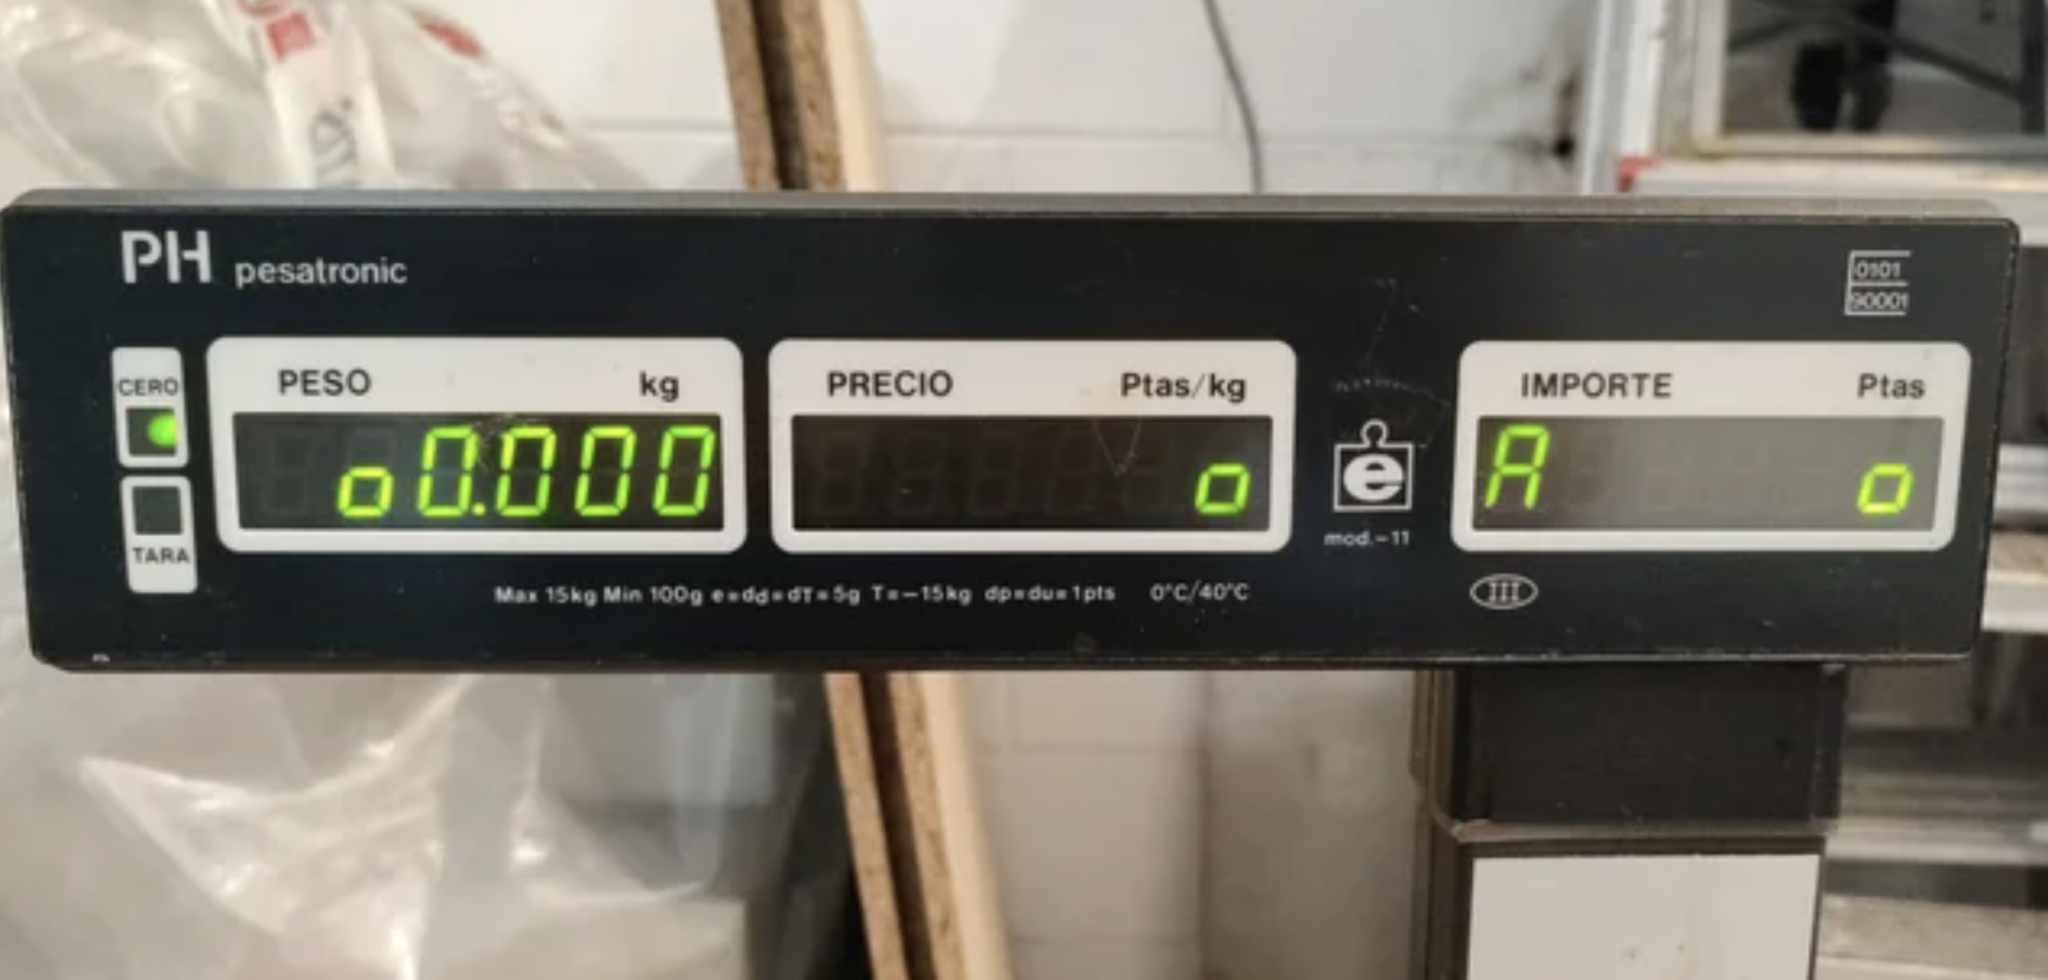 PH pesatronic
0101
90001
CERO
PESO kg
PRECIO Ptas/kg
IMPORTE Ptas
o0.000
o
A o
e
mod.-11
TARA
Max 15kg Min 100g e=dd=dT=5g T=-15kg dp=du=1pts 0°C/40°C
III